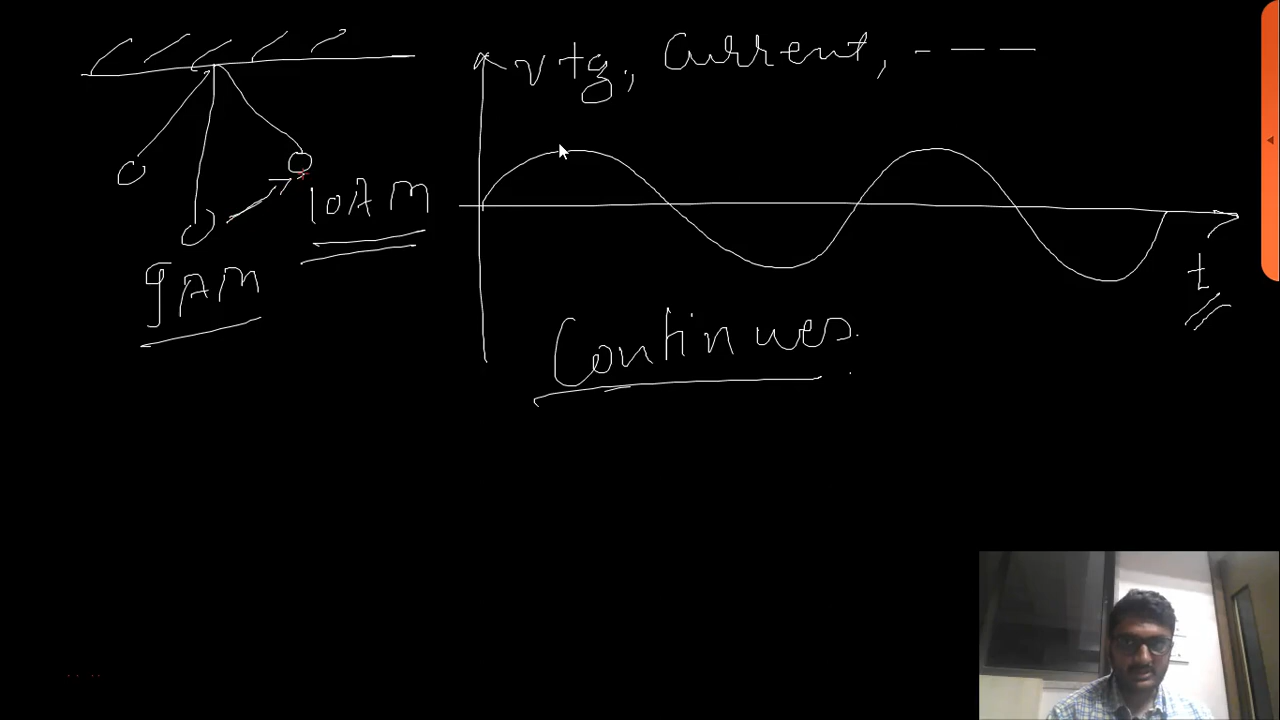 vtg, Current, - - - -
10AM
9AM
t
Continues.